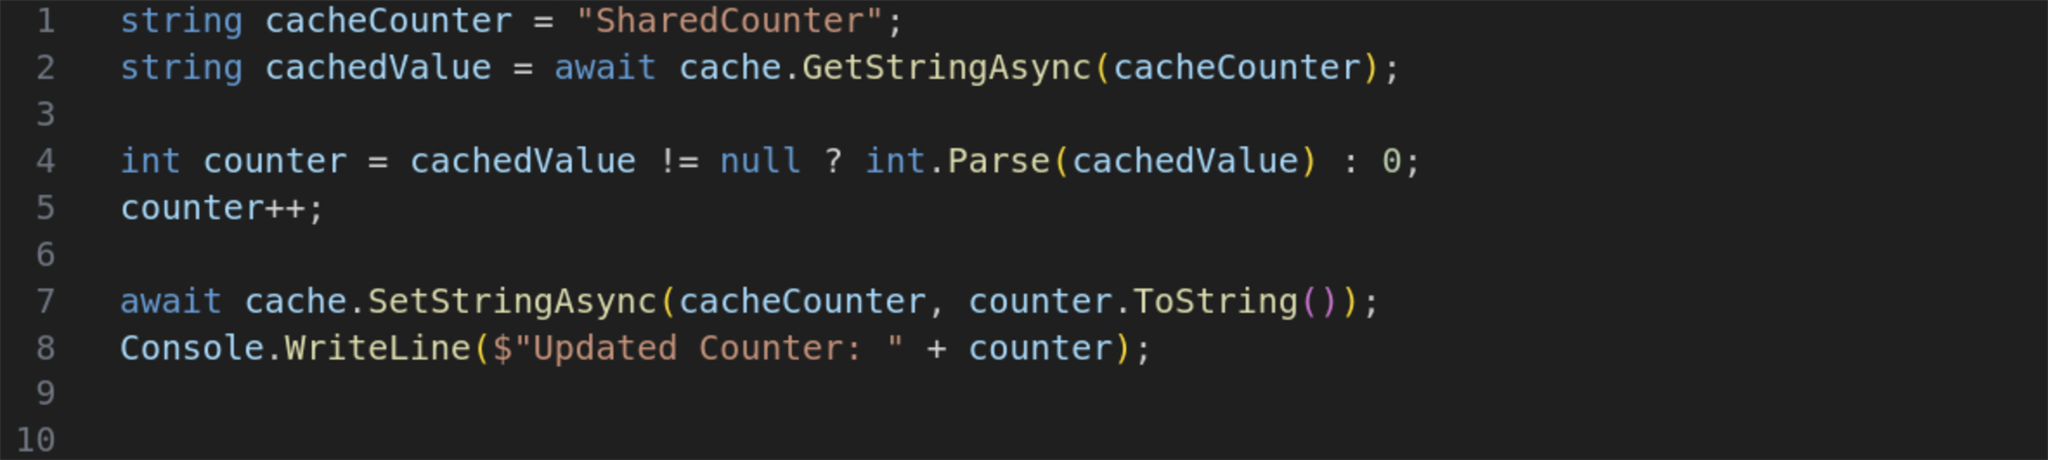 1 string cacheCounter = "SharedCounter";
2 string cachedValue = await cache.GetStringAsync(cacheCounter);
3
4 int counter = cachedValue != null ? int.Parse(cachedValue) : 0;
5 counter++;
6
7 await cache.SetStringAsync(cacheCounter, counter.ToString());
8 Console.WriteLine($"Updated Counter: " + counter);
9
10